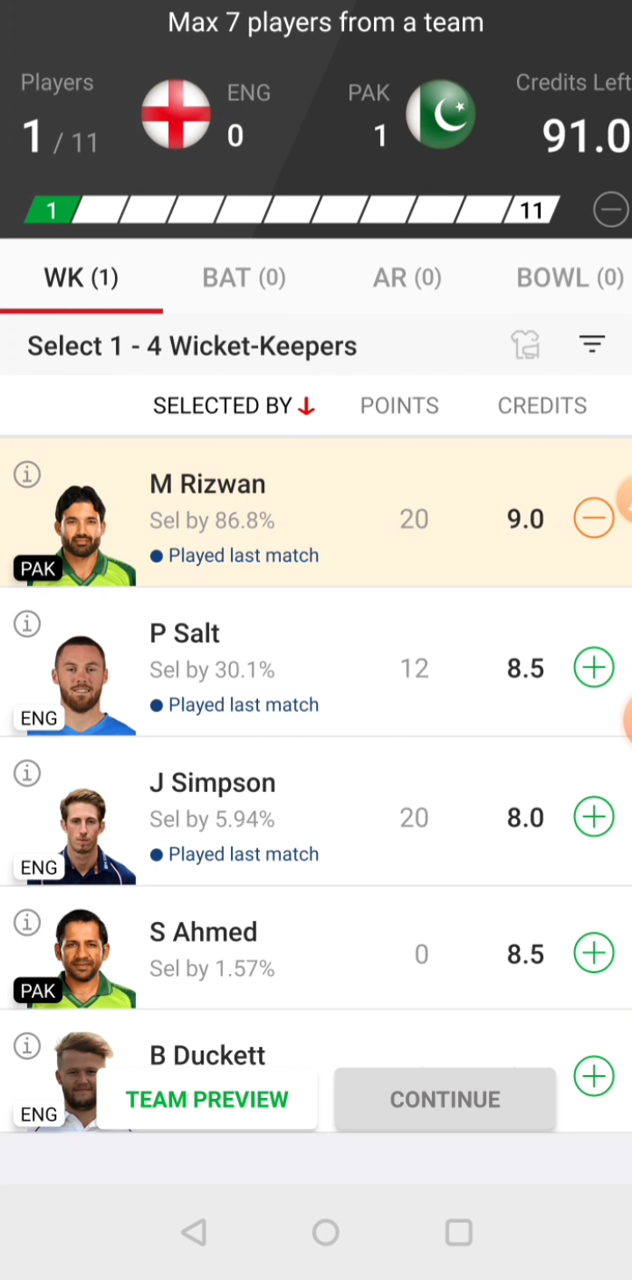 Max 7 players from a team
Players ENG PAK Credits Left
1 / 11 0 1 91.0
1 11
WK (1) BAT (0) AR (0) BOWL (0)
Select 1 - 4 Wicket-Keepers
SELECTED BY POINTS CREDITS
M Rizwan
Sel by 86.8% 20 9.0
Played last match
PAK
P Salt
Sel by 30.1% 12 8.5
Played last match
ENG
J Simpson
Sel by 5.94% 20 8.0
Played last match
ENG
S Ahmed
Sel by 1.57% 0 8.5
PAK
B Duckett
TEAM PREVIEW CONTINUE
ENG